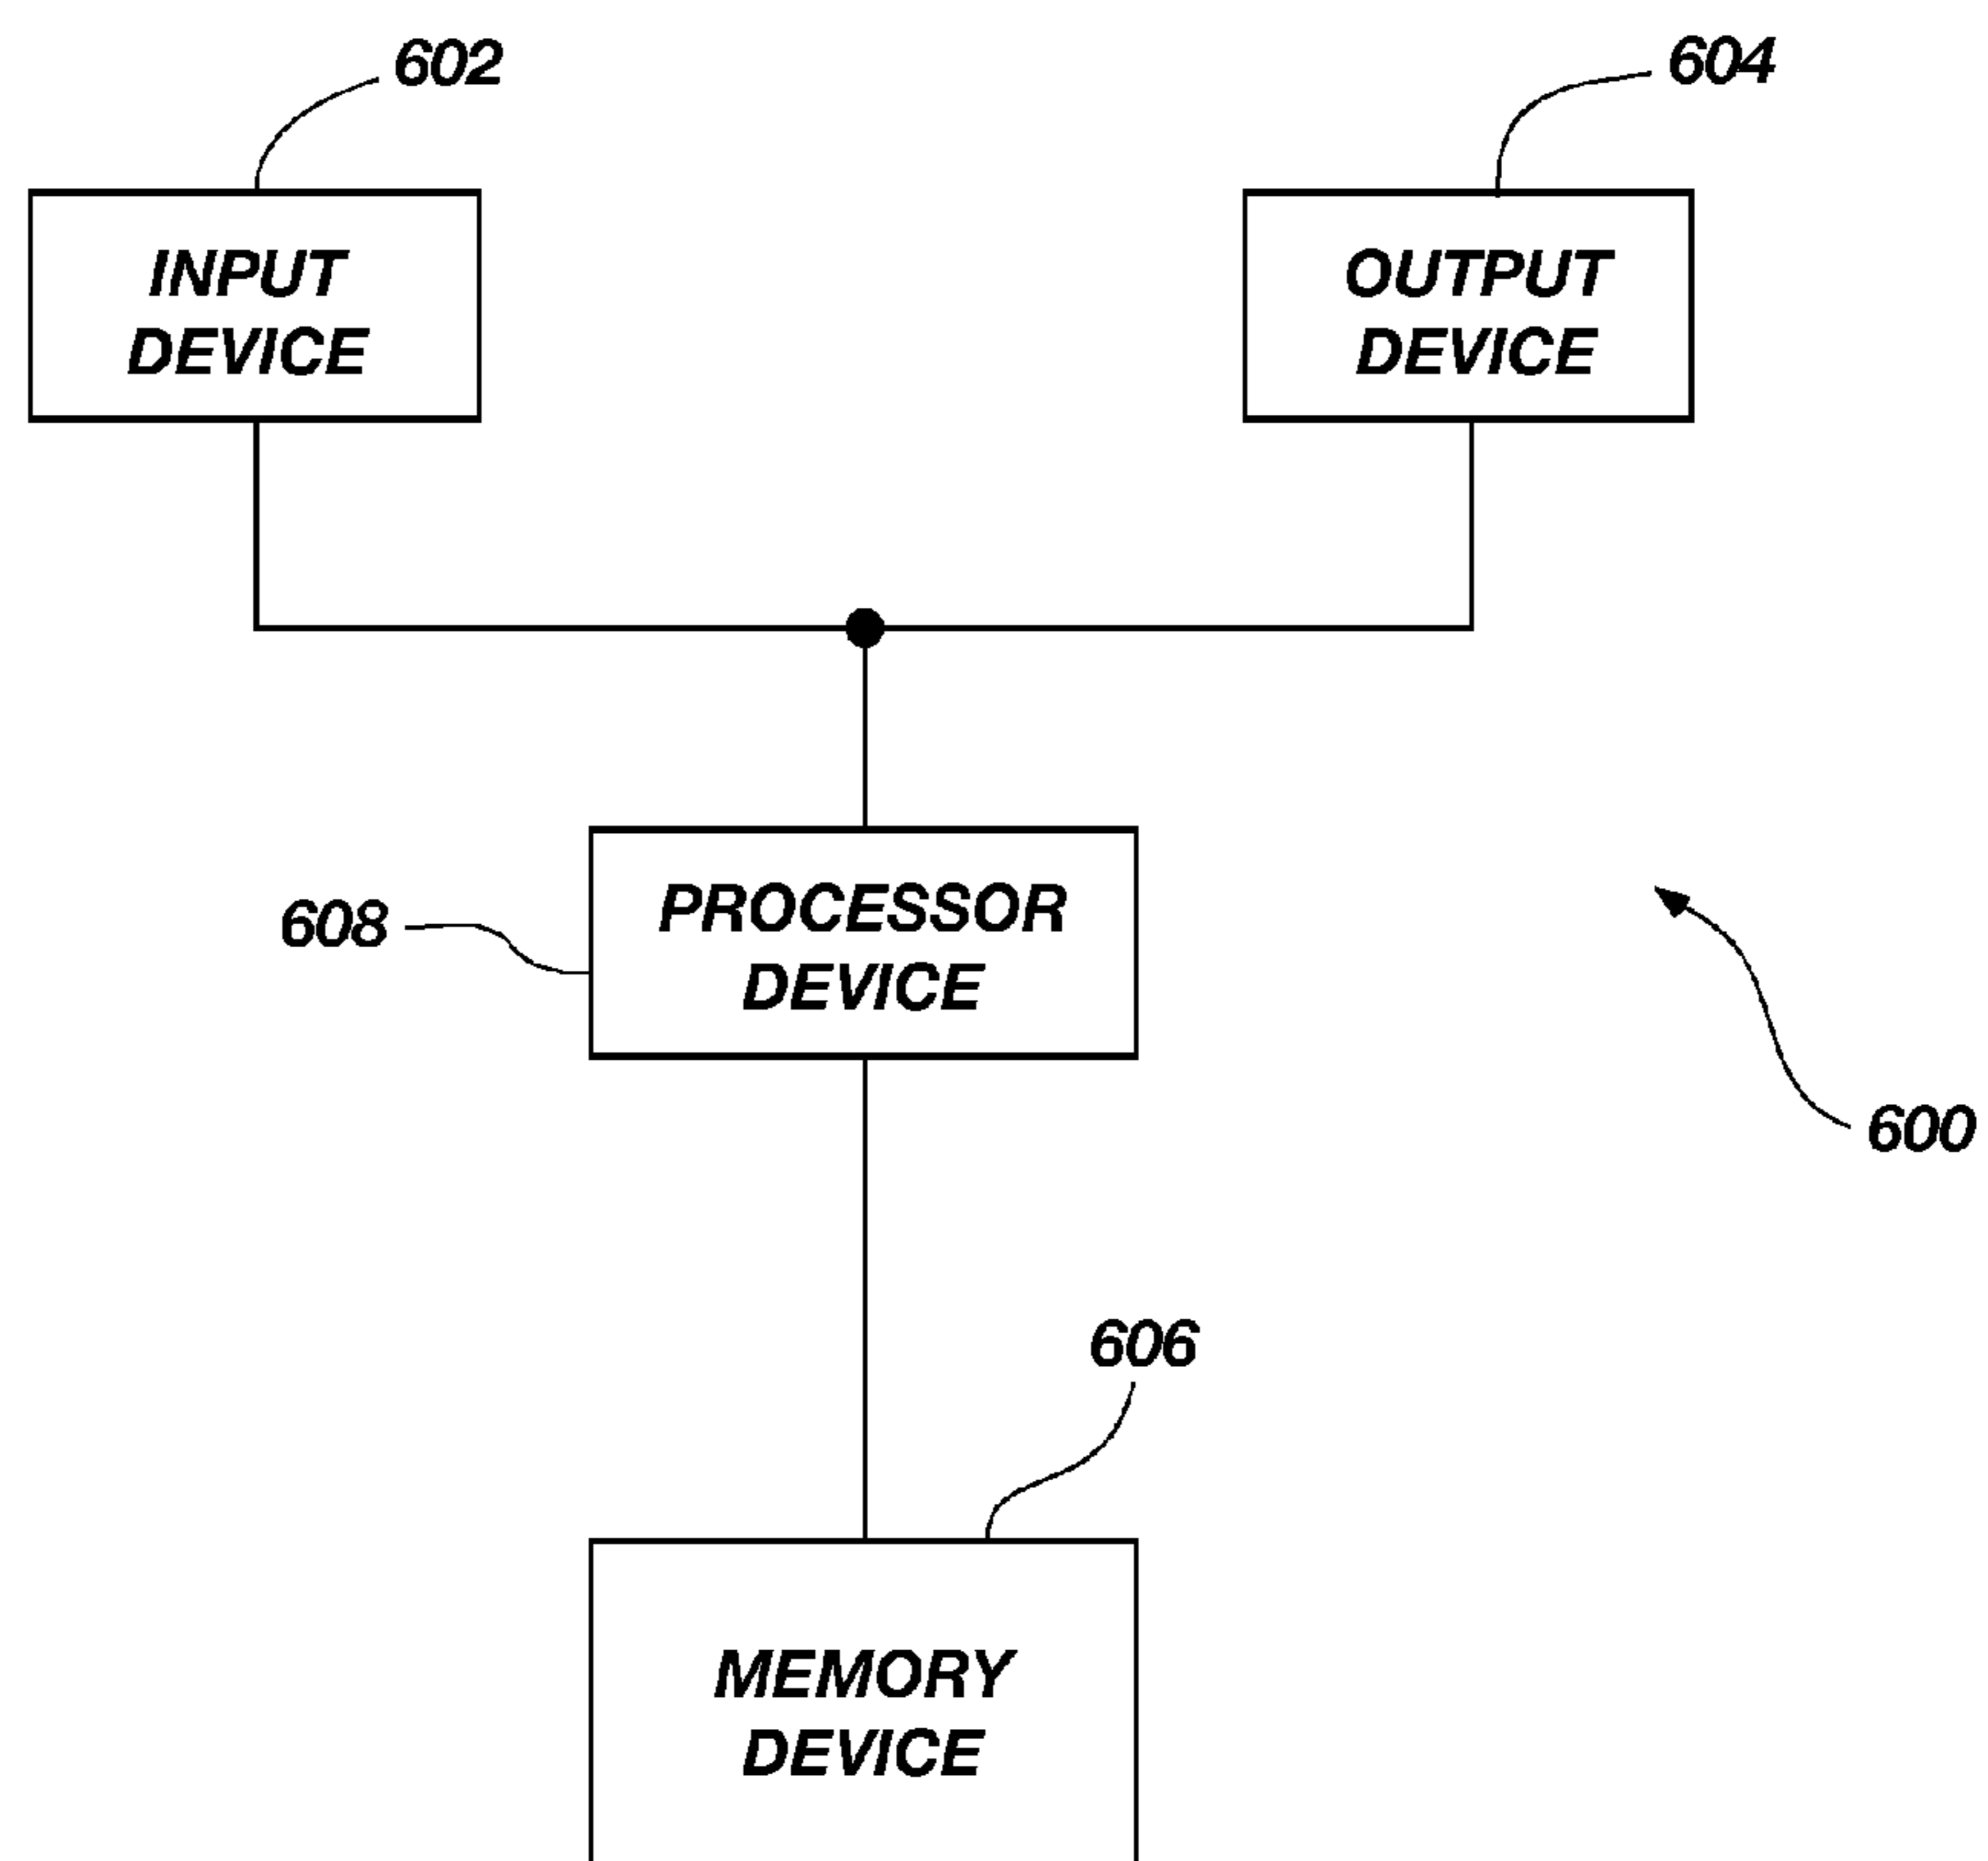 602
604
INPUT
DEVICE
OUTPUT
DEVICE
PROCESSOR
DEVICE
608
600
606
MEMORY
DEVICE